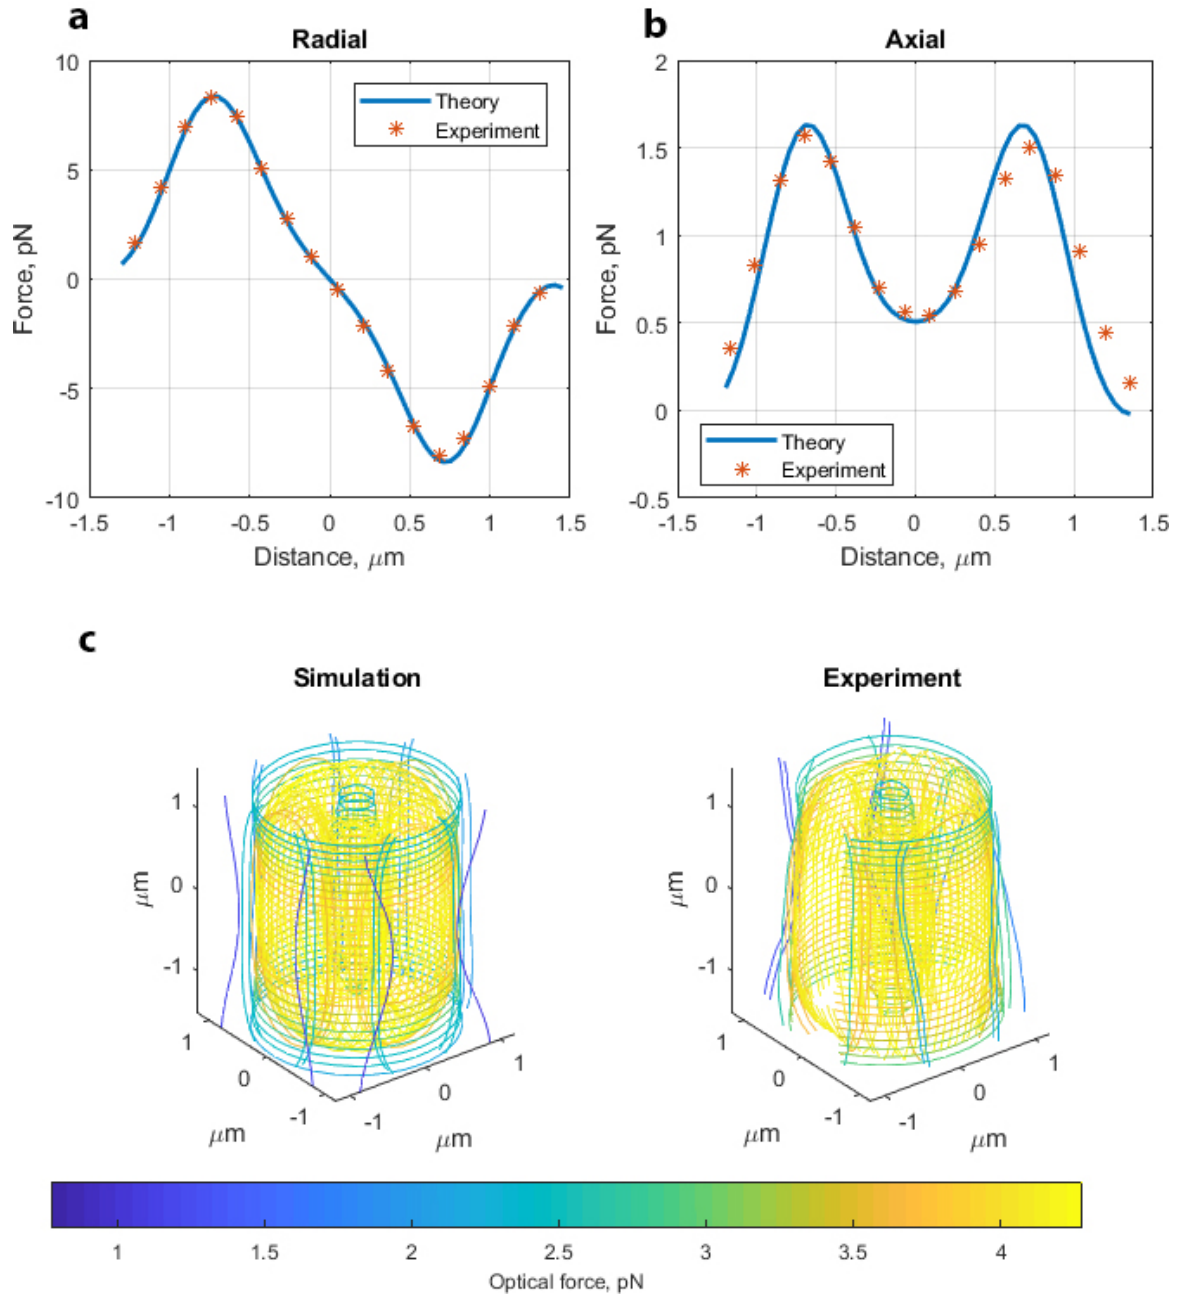 a
Radial
10
5
0
-5
-10
Force, pN
Theory
Experiment
-1.5 -1 -0.5 0 0.5 1 1.5
Distance, μm
b
Axial
2
1.5
1
0.5
0
-0.5
Force, pN
Theory
Experiment
-1.5 -1 -0.5 0 0.5 1 1.5
Distance, μm
c
Simulation
1
0
-1
μm
1
0
-1
μm
1
0
-1
μm
Experiment
1
0
-1
μm
1
0
-1
μm
1
0
-1
μm
1 1.5 2 2.5 3 3.5 4
Optical force, pN